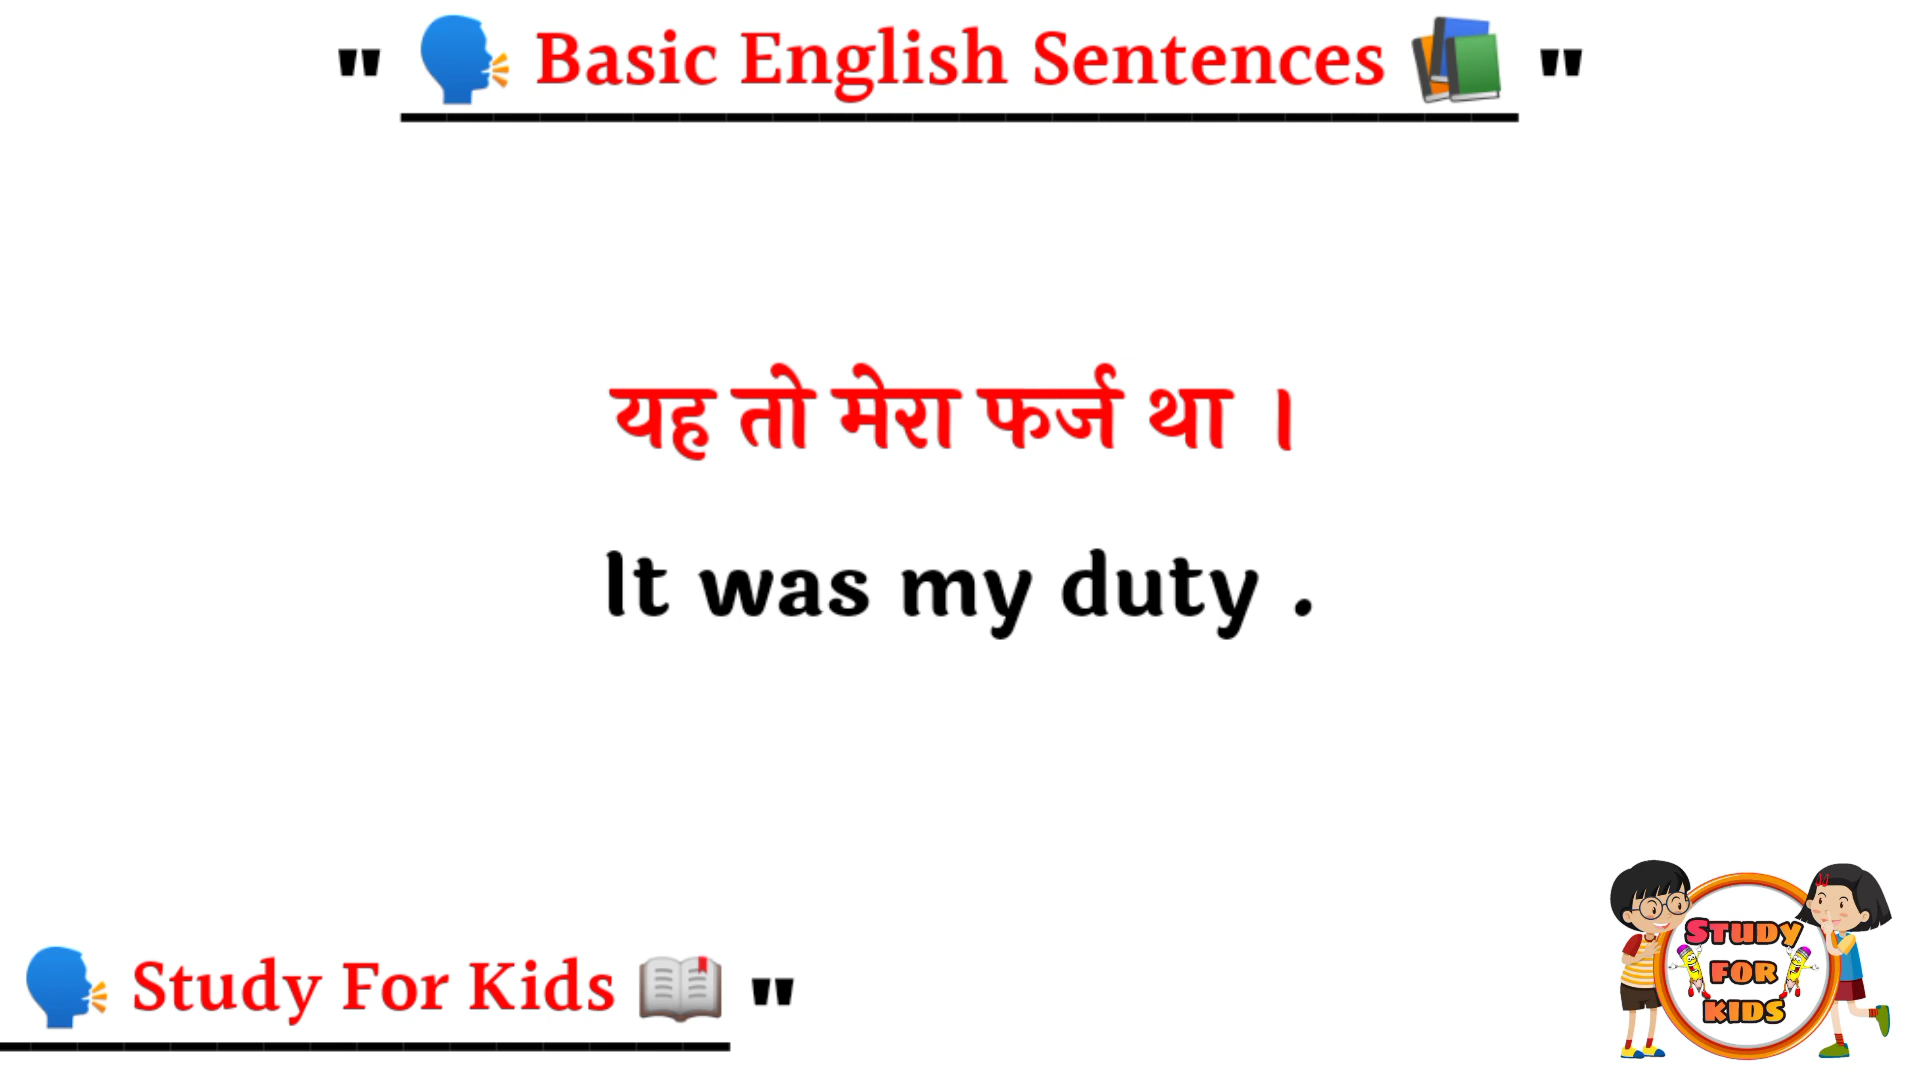 " 🗣️ Basic English Sentences 📚 "
यह तो मेरा फर्ज था ।
It was my duty .
🗣️ Study For Kids 📖 "
STUDY
FOR
KIDS